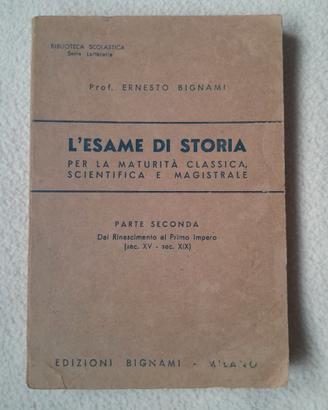 BIBLIOTECA SCOLASTICA
Serie Letteraria
Prof. ERNESTO BIGNAMI
L'ESAME DI STORIA
PER LA MATURITÀ CLASSICA,
SCIENTIFICA E MAGISTRALE
PARTE SECONDA
Dal Rinascimento al Primo Impero
(sec. XV - sec. XIX)
EDIZIONI BIGNAMI - MILANO